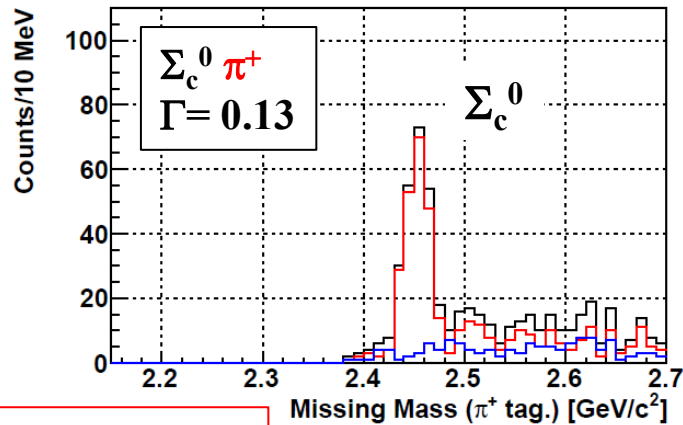 Counts/10 MeV
100
80
60
40
20
0
Σc⁰ π⁺
Γ= 0.13
Σc⁰
2.2 2.3 2.4 2.5 2.6 2.7
Missing Mass (π⁺ tag.) [GeV/c²]